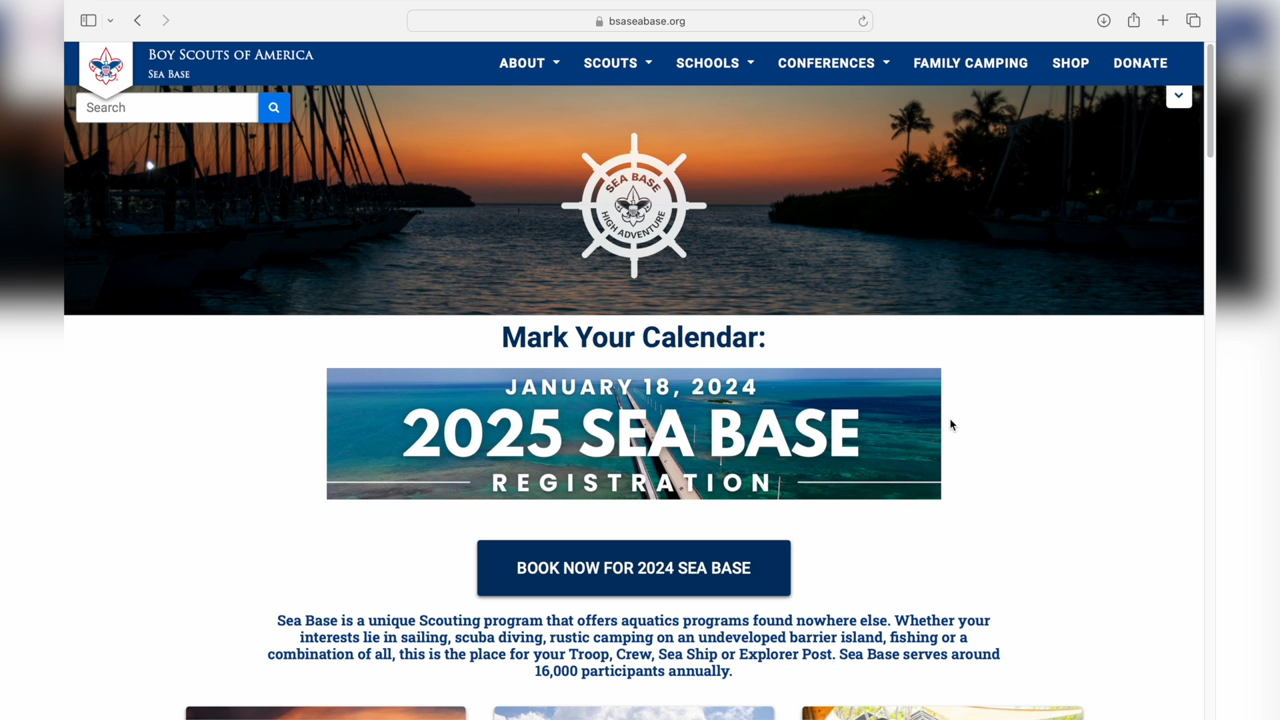 bsaseabase.org
Boy Scouts of America
Sea Base
ABOUT SCOUTS SCHOOLS CONFERENCES FAMILY CAMPING SHOP DONATE
Search
SEA BASE
HIGH ADVENTURE
Mark Your Calendar:
JANUARY 18, 2024
2025 SEA BASE
REGISTRATION
BOOK NOW FOR 2024 SEA BASE
Sea Base is a unique Scouting program that offers aquatics programs found nowhere else. Whether your
interests lie in sailing, scuba diving, rustic camping on an undeveloped barrier island, fishing or a
combination of all, this is the place for your Troop, Crew, Sea Ship or Explorer Post. Sea Base serves around
16,000 participants annually.